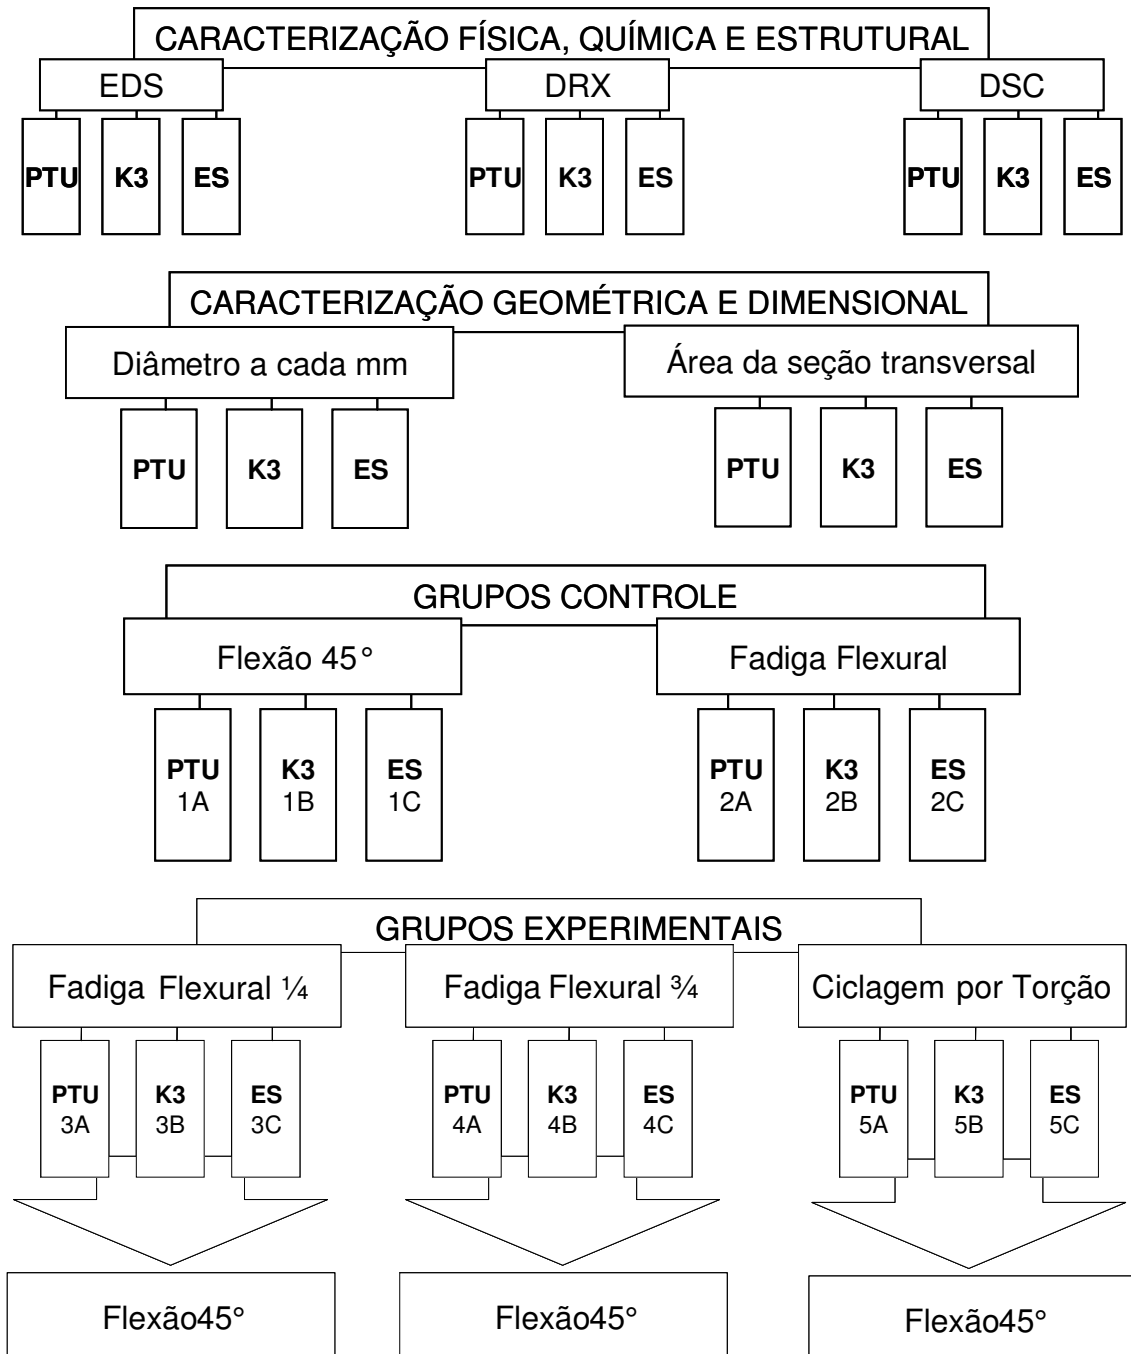 CARACTERIZAÇÃO FÍSICA, QUÍMICA E ESTRUTURAL
EDS
DRX
DSC
PTU K3 ES
PTU K3 ES
PTU K3 ES
CARACTERIZAÇÃO GEOMÉTRICA E DIMENSIONAL
Diâmetro a cada mm
Área da seção transversal
PTU K3 ES
PTU K3 ES
GRUPOS CONTROLE
Flexão 45°
Fadiga Flexural
PTU K3 ES
1A 1B 1C
PTU K3 ES
2A 2B 2C
GRUPOS EXPERIMENTAIS
Fadiga Flexural ¼
Fadiga Flexural ¾
Ciclagem por Torção
PTU K3 ES
3A 3B 3C
PTU K3 ES
4A 4B 4C
PTU K3 ES
5A 5B 5C
Flexão45°
Flexão45°
Flexão45°